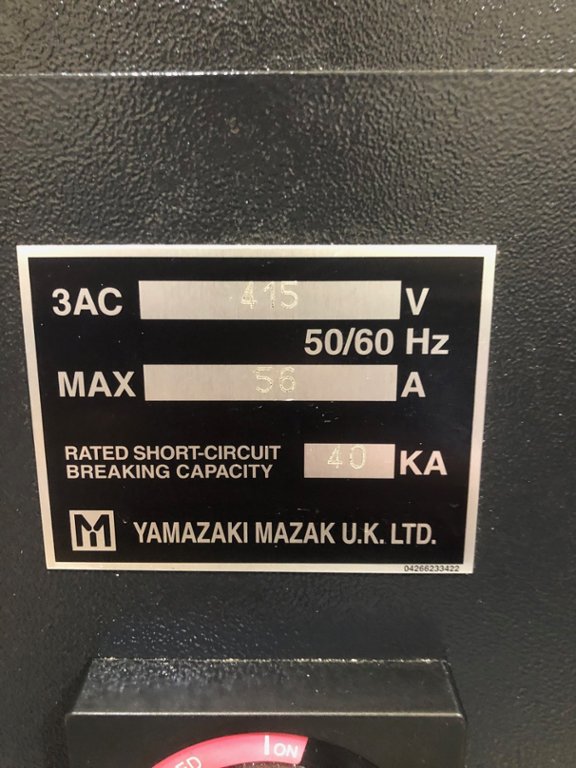 3AC 415 V
50/60 Hz
MAX 56 A
RATED SHORT-CIRCUIT
BREAKING CAPACITY 40 KA
YAMAZAKI MAZAK U.K. LTD.
04266233422
I ON